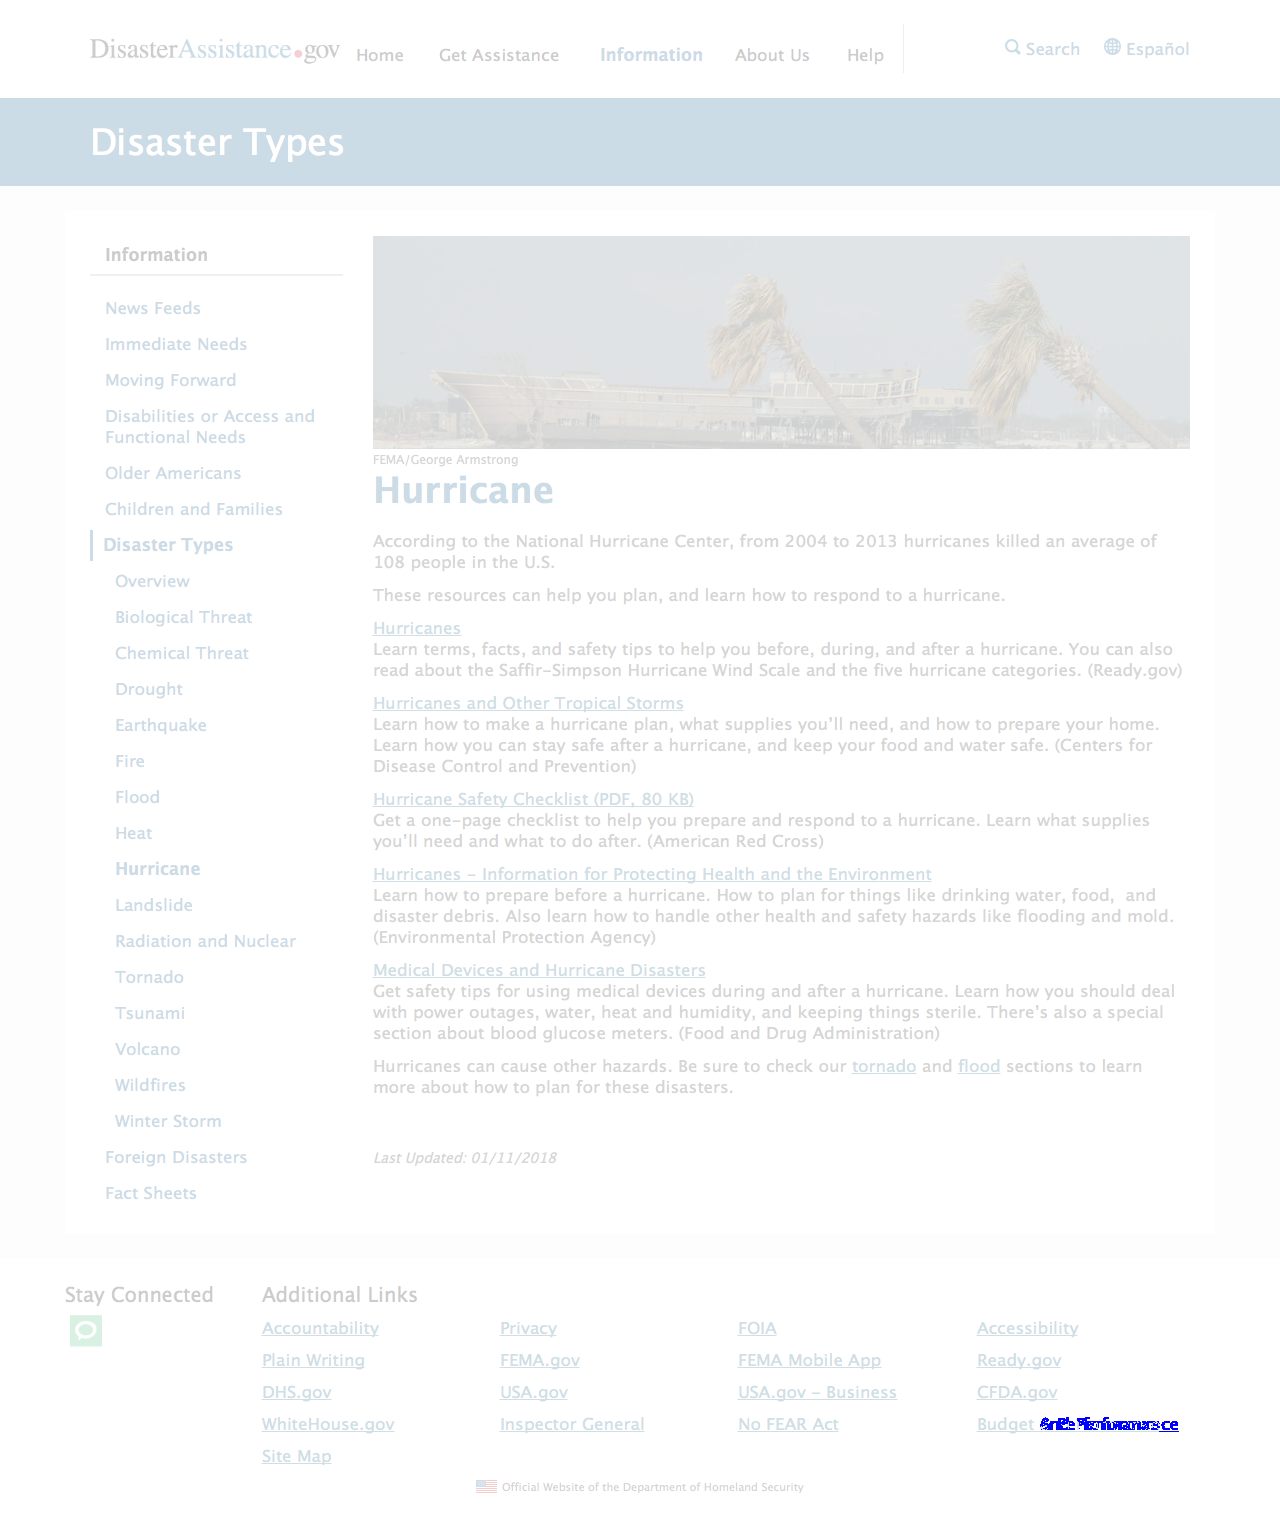 DisasterAssistance.gov Home Get Assistance Information About Us Help Search Español
Disaster Types
Information
News Feeds
Immediate Needs
Moving Forward
Disabilities or Access and
Functional Needs
Older Americans
Children and Families
Disaster Types
Overview
Biological Threat
Chemical Threat
Drought
Earthquake
Fire
Flood
Heat
Hurricane
Landslide
Radiation and Nuclear
Tornado
Tsunami
Volcano
Wildfires
Winter Storm
Foreign Disasters
Fact Sheets
FEMA/George Armstrong
Hurricane
According to the National Hurricane Center, from 2004 to 2013 hurricanes killed an average of
108 people in the U.S.
These resources can help you plan, and learn how to respond to a hurricane.
Hurricanes
Learn terms, facts, and safety tips to help you before, during, and after a hurricane. You can also
read about the Saffir-Simpson Hurricane Wind Scale and the five hurricane categories. (Ready.gov)
Hurricanes and Other Tropical Storms
Learn how to make a hurricane plan, what supplies you'll need, and how to prepare your home.
Learn how you can stay safe after a hurricane, and keep your food and water safe. (Centers for
Disease Control and Prevention)
Hurricane Safety Checklist (PDF, 80 KB)
Get a one-page checklist to help you prepare and respond to a hurricane. Learn what supplies
you'll need and what to do after. (American Red Cross)
Hurricanes - Information for Protecting Health and the Environment
Learn how to prepare before a hurricane. How to plan for things like drinking water, food, and
disaster debris. Also learn how to handle other health and safety hazards like flooding and mold.
(Environmental Protection Agency)
Medical Devices and Hurricane Disasters
Get safety tips for using medical devices during and after a hurricane. Learn how you should deal
with power outages, water, heat and humidity, and keeping things sterile. There's also a special
section about blood glucose meters. (Food and Drug Administration)
Hurricanes can cause other hazards. Be sure to check our tornado and flood sections to learn
more about how to plan for these disasters.
Last Updated: 01/11/2018
Stay Connected
Additional Links
Accountability Privacy FOIA Accessibility
Plain Writing FEMA.gov FEMA Mobile App Ready.gov
DHS.gov USA.gov USA.gov - Business CFDA.gov
WhiteHouse.gov Inspector General No FEAR Act Budget
Site Map
Official Website of the Department of Homeland Security